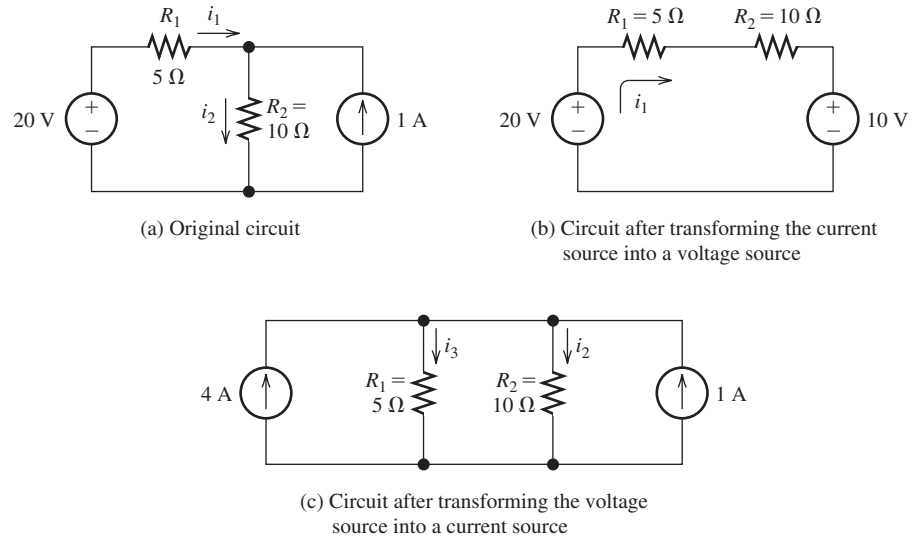 R₁ i₁
5 Ω
20 V + − i₂ R₂ = 10 Ω 1 A
(a) Original circuit
R₁ = 5 Ω R₂ = 10 Ω
i₁
20 V + − + − 10 V
(b) Circuit after transforming the current
source into a voltage source
i₃ i₂
4 A R₁ = 5 Ω R₂ = 10 Ω 1 A
(c) Circuit after transforming the voltage
source into a current source